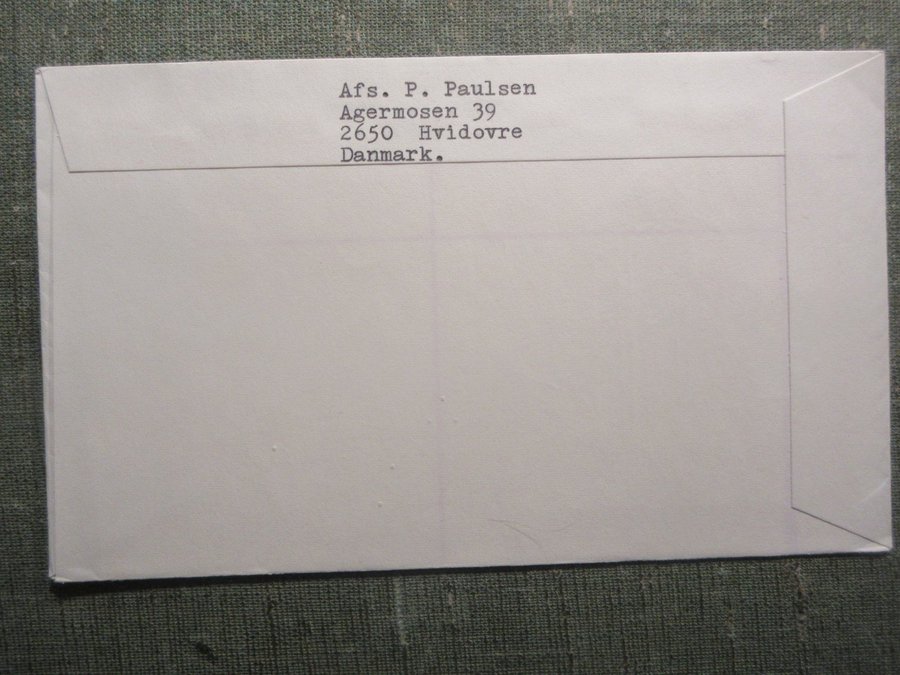 Afs. P. Paulsen
Agermosen 39
2650 Hvidovre
Danmark.